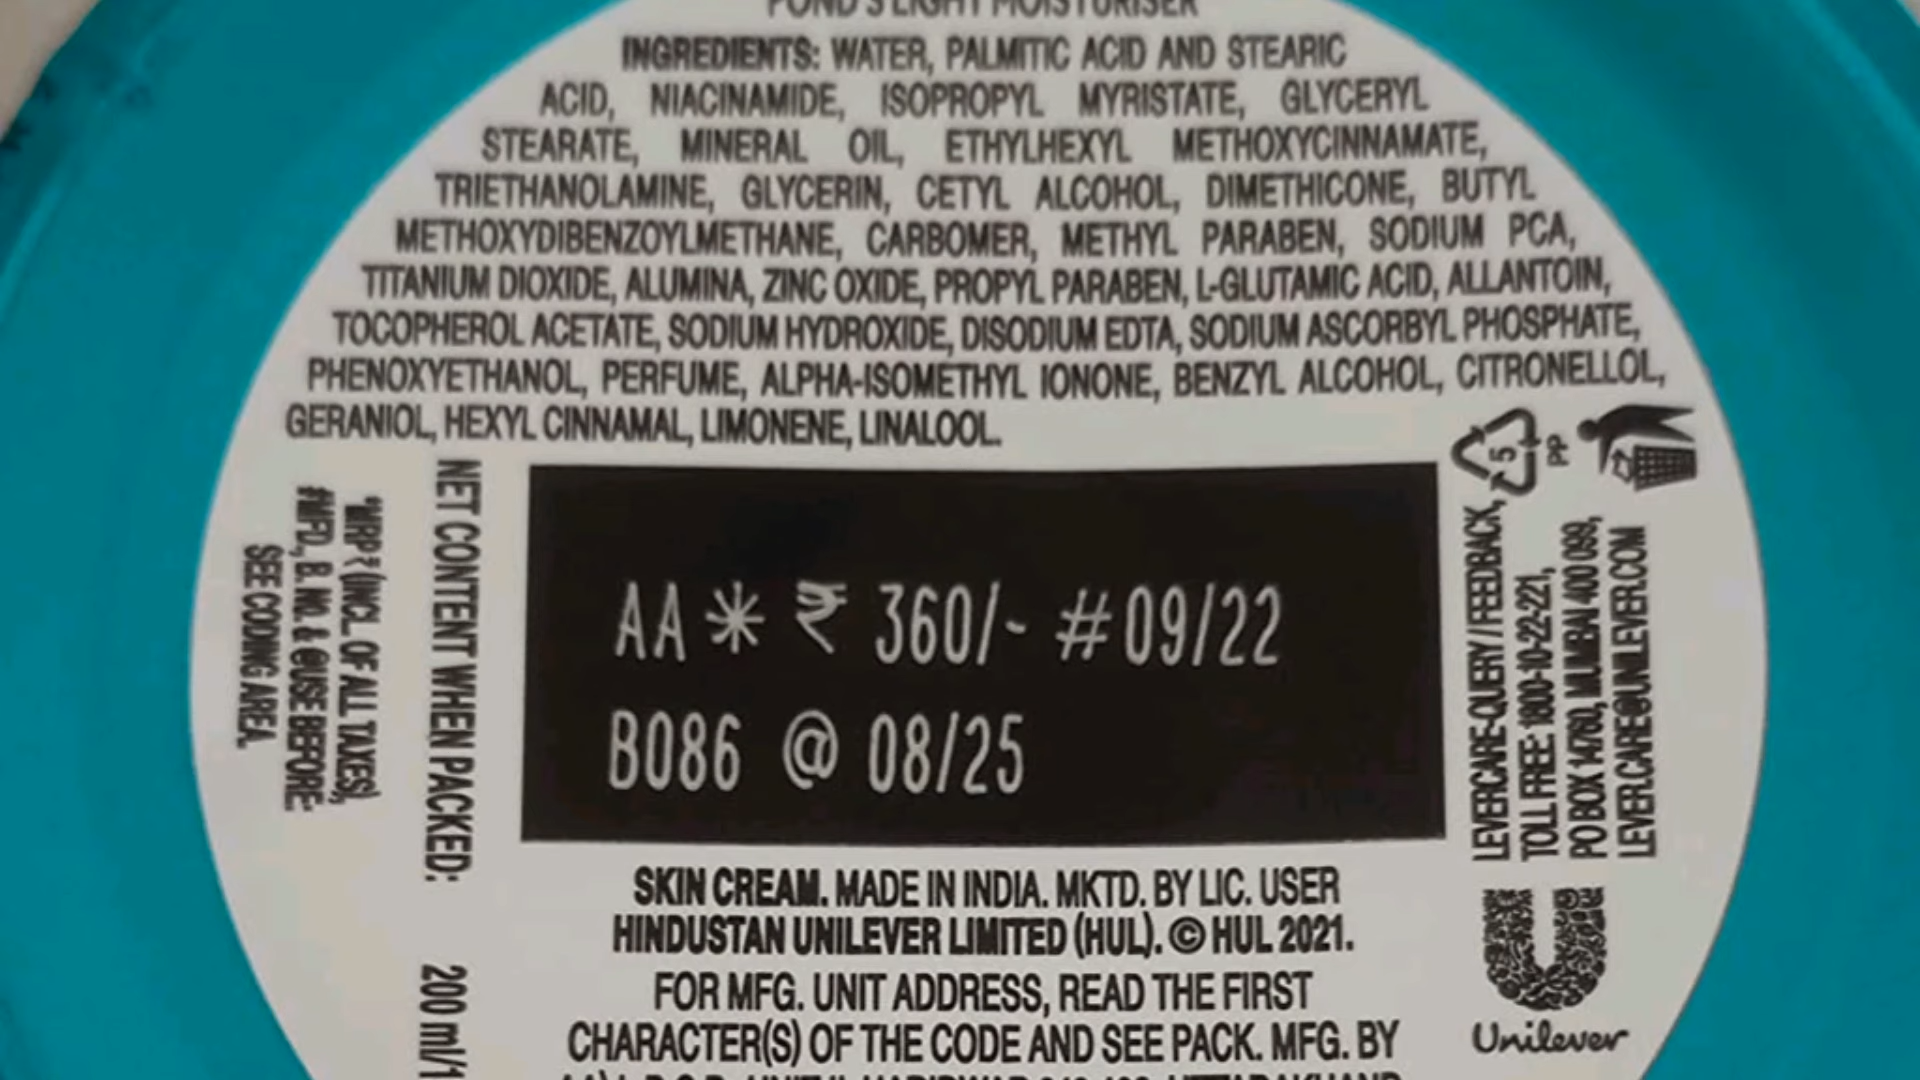 POND'S LIGHT MOISTURISER
INGREDIENTS: WATER, PALMITIC ACID AND STEARIC
ACID, NIACINAMIDE, ISOPROPYL MYRISTATE, GLYCERYL
STEARATE, MINERAL OIL, ETHYLHEXYL METHOXYCINNAMATE,
TRIETHANOLAMINE, GLYCERIN, CETYL ALCOHOL, DIMETHICONE, BUTYL
METHOXYDIBENZOYLMETHANE, CARBOMER, METHYL PARABEN, SODIUM PCA,
TITANIUM DIOXIDE, ALUMINA, ZINC OXIDE, PROPYL PARABEN, L-GLUTAMIC ACID, ALLANTOIN,
TOCOPHEROL ACETATE, SODIUM HYDROXIDE, DISODIUM EDTA, SODIUM ASCORBYL PHOSPHATE,
PHENOXYETHANOL, PERFUME, ALPHA-ISOMETHYL IONONE, BENZYL ALCOHOL, CITRONELLOL,
GERANIOL, HEXYL CINNAMAL, LIMONENE, LINALOOL.
NET CONTENT WHEN PACKED: 200 ml/1
*MRP ₹ (INCL. OF ALL TAXES),
#MFD., B. NO. & @USE BEFORE:
SEE CODING AREA.
AA * ₹ 360/- #09/22
B086 @ 08/25
5
PP
LEVERCARE-QUERY / FEEDBACK,
TOLL FREE: 1800-10-22-221,
PO BOX 14760, MUMBAI 400 099,
LEVERCARE@UNILEVER.COM
Unilever
SKIN CREAM. MADE IN INDIA. MKTD. BY LIC. USER
HINDUSTAN UNILEVER LIMITED (HUL). © HUL 2021.
FOR MFG. UNIT ADDRESS, READ THE FIRST
CHARACTER(S) OF THE CODE AND SEE PACK. MFG. BY